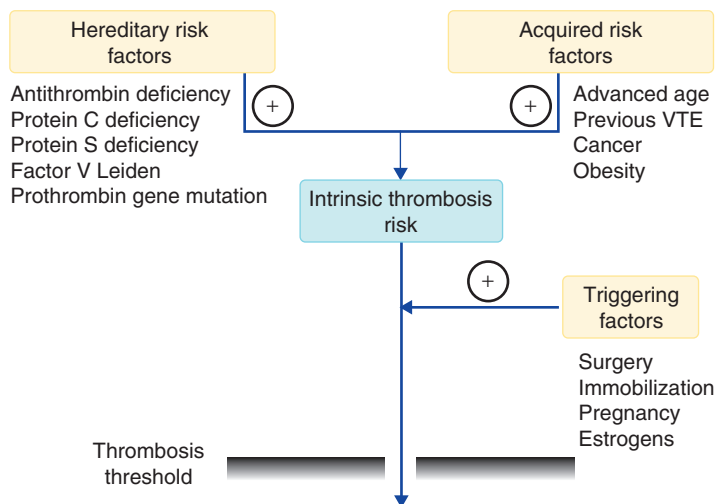 Hereditary risk
factors
Antithrombin deficiency
Protein C deficiency
Protein S deficiency
Factor V Leiden
Prothrombin gene mutation
+
Acquired risk
factors
Advanced age
Previous VTE
Cancer
Obesity
+
Intrinsic thrombosis
risk
+
Triggering
factors
Surgery
Immobilization
Pregnancy
Estrogens
Thrombosis
threshold